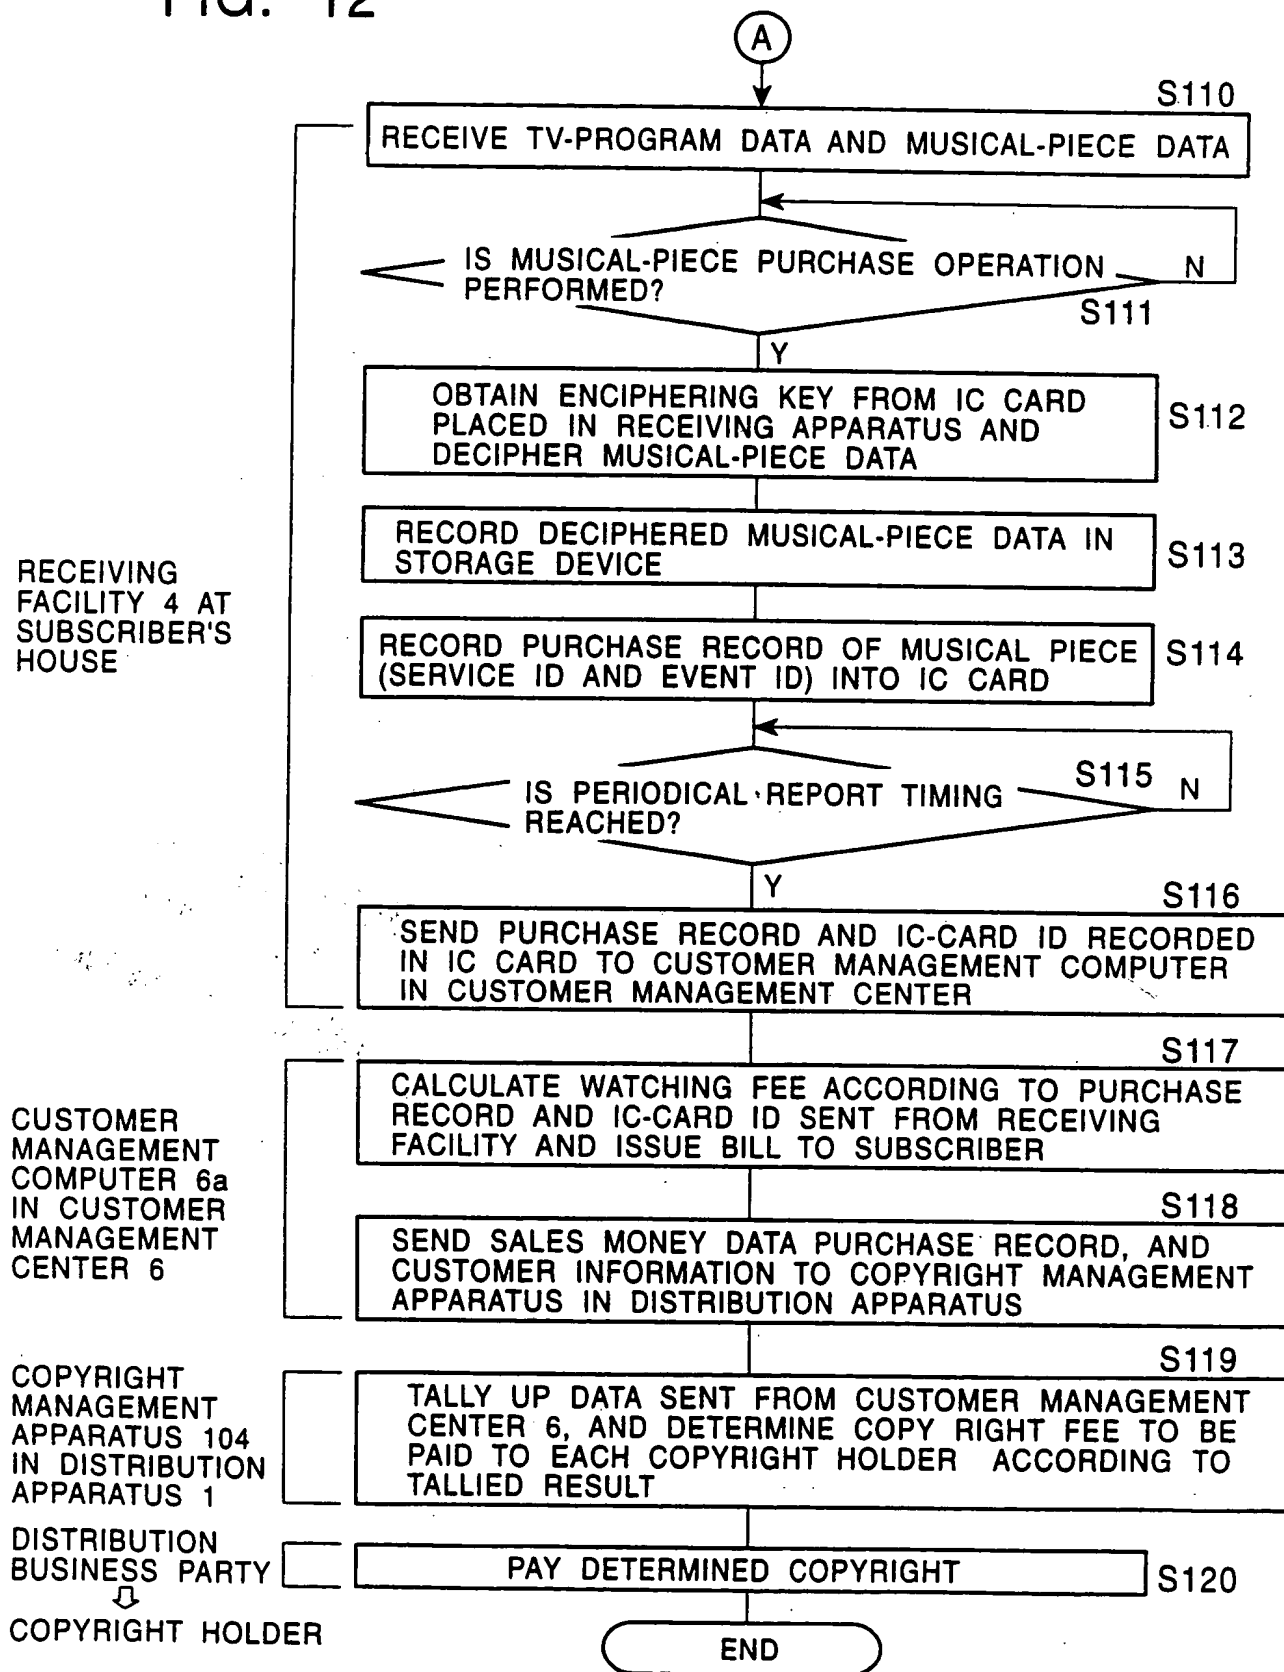 FIG. 12
A
S110
RECEIVE TV-PROGRAM DATA AND MUSICAL-PIECE DATA
IS MUSICAL-PIECE PURCHASE OPERATION
PERFORMED?
N
S111
Y
OBTAIN ENCIPHERING KEY FROM IC CARD
PLACED IN RECEIVING APPARATUS AND
DECIPHER MUSICAL-PIECE DATA
S112
RECORD DECIPHERED MUSICAL-PIECE DATA IN
STORAGE DEVICE
S113
RECEIVING
FACILITY 4 AT
SUBSCRIBER'S
HOUSE
RECORD PURCHASE RECORD OF MUSICAL PIECE
(SERVICE ID AND EVENT ID) INTO IC CARD
S114
S115
N
IS PERIODICAL REPORT TIMING
REACHED?
Y
S116
SEND PURCHASE RECORD AND IC-CARD ID RECORDED
IN IC CARD TO CUSTOMER MANAGEMENT COMPUTER
IN CUSTOMER MANAGEMENT CENTER
S117
CALCULATE WATCHING FEE ACCORDING TO PURCHASE
RECORD AND IC-CARD ID SENT FROM RECEIVING
FACILITY AND ISSUE BILL TO SUBSCRIBER
CUSTOMER
MANAGEMENT
COMPUTER 6a
IN CUSTOMER
MANAGEMENT
CENTER 6
S118
SEND SALES MONEY DATA PURCHASE RECORD, AND
CUSTOMER INFORMATION TO COPYRIGHT MANAGEMENT
APPARATUS IN DISTRIBUTION APPARATUS
S119
COPYRIGHT
MANAGEMENT
APPARATUS 104
IN DISTRIBUTION
APPARATUS 1
TALLY UP DATA SENT FROM CUSTOMER MANAGEMENT
CENTER 6, AND DETERMINE COPY RIGHT FEE TO BE
PAID TO EACH COPYRIGHT HOLDER ACCORDING TO
TALLIED RESULT
DISTRIBUTION
BUSINESS PARTY
⇩
COPYRIGHT HOLDER
PAY DETERMINED COPYRIGHT
S120
END